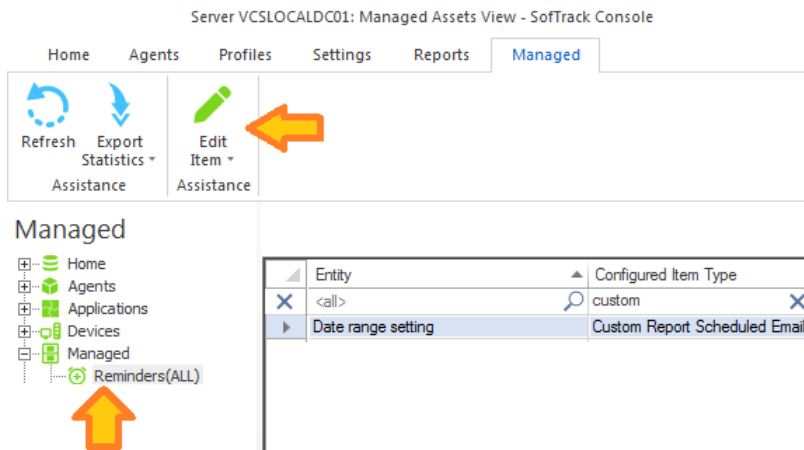 Server VCSLOCALDC01: Managed Assets View - SofTrack Console
Home Agents Profiles Settings Reports Managed
Refresh Export Statistics Edit Item
Assistance Assistance
Managed
Home
Agents
Applications
Devices
Managed
Reminders(ALL)
Entity Configured Item Type
<all> custom
Date range setting Custom Report Scheduled Email